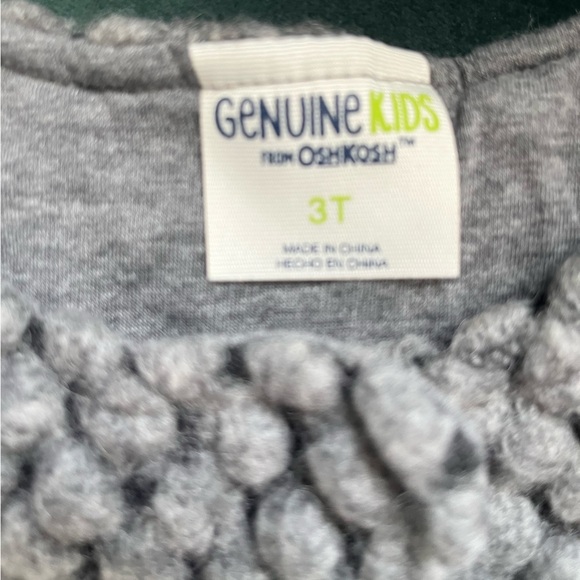 GENUINE KIDS
FROM OSHKOSH™
3T
MADE IN CHINA
HECHO EN CHINA